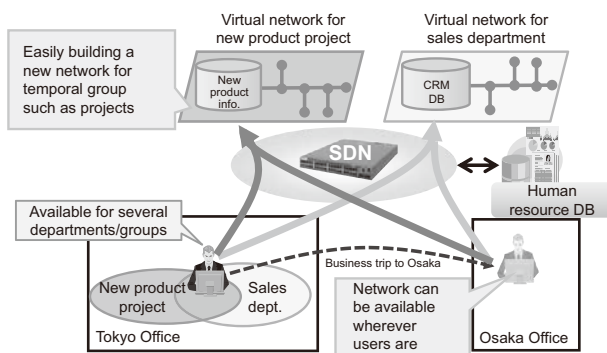 Virtual network for
new product project
Virtual network for
sales department
Easily building a
new network for
temporal group
such as projects
New
product
info.
CRM
DB
SDN
Human
resource DB
Available for several
departments/groups
Business trip to Osaka
New product
project
Sales
dept.
Network can
be available
wherever
users are
Tokyo Office
Osaka Office